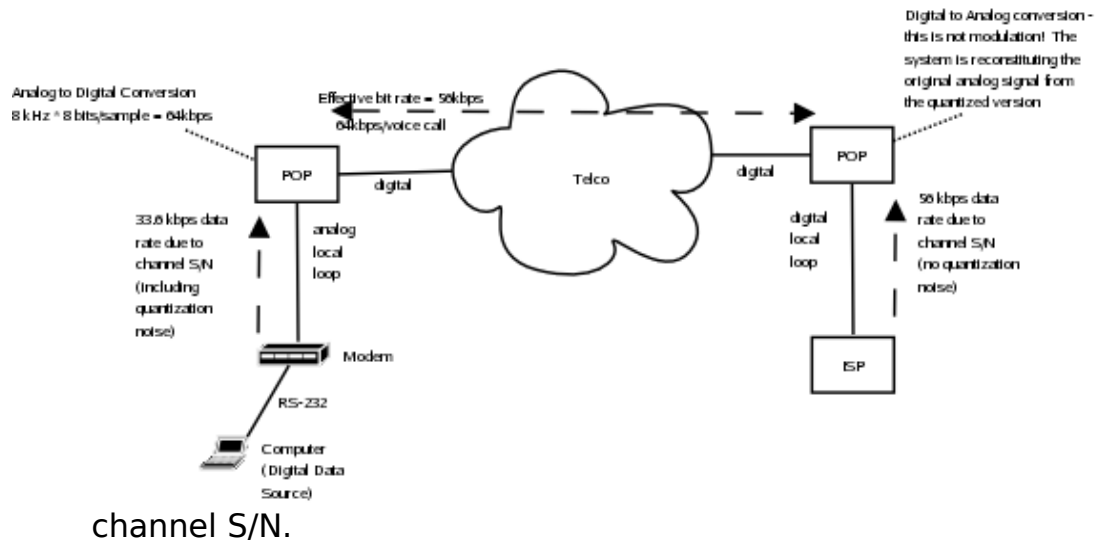 Digital to Analog conversion -
this is not modulation! The
system is reconstituting the
original analog signal from
the quantized version
Analog to Digital Conversion
8 kHz * 8 bits/sample = 64kbps
Effective bit rate = 56kbps
64kbps/voice call
POP
digital
Telco
digital
POP
33.6 kbps data
rate due to
channel S/N
(including
quantization
noise)
analog
local
loop
digital
local
loop
56 kbps data
rate due to
channel S/N
(no quantization
noise)
Modem
ISP
RS-232
Computer
(Digital Data
Source)
channel S/N.